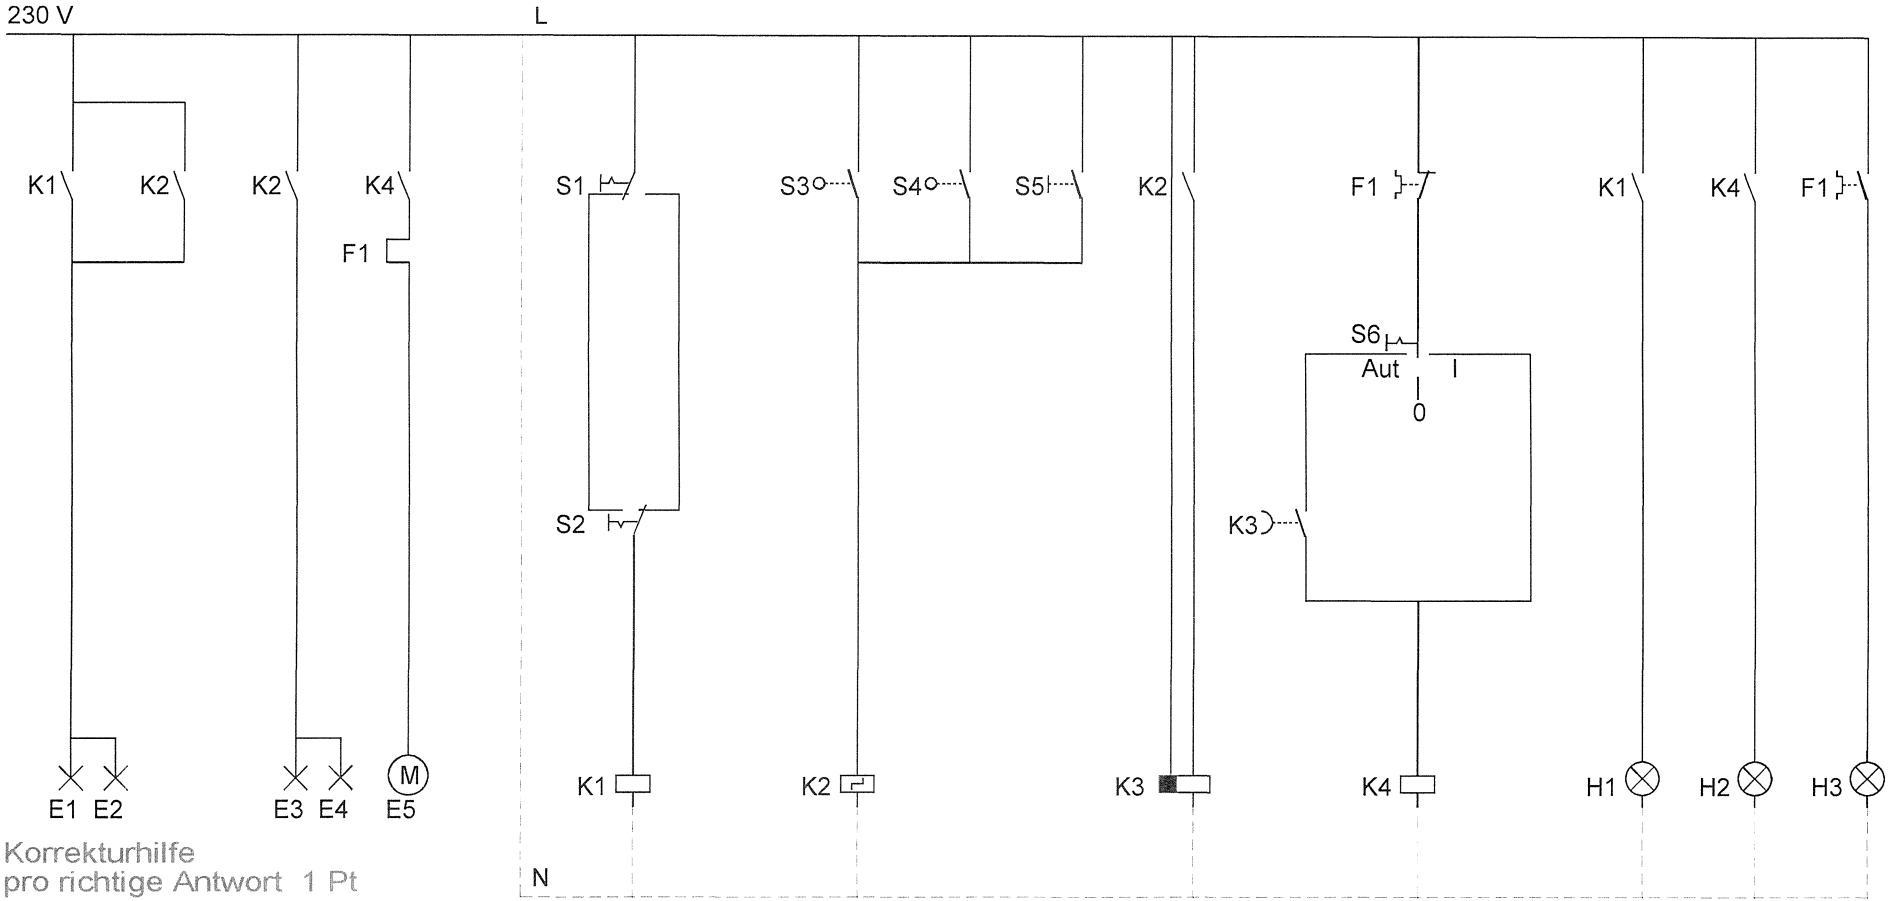 230 V L
K1 K2 K2 K4 S1 S3 S4 S5 K2 F1 K1 K4 F1
F1
S6
Aut I
0
S2 K3
M
K1 K2 K3 K4 H1 H2 H3
E1 E2 E3 E4 E5
Korrekturhilfe
pro richtige Antwort 1 Pt
N